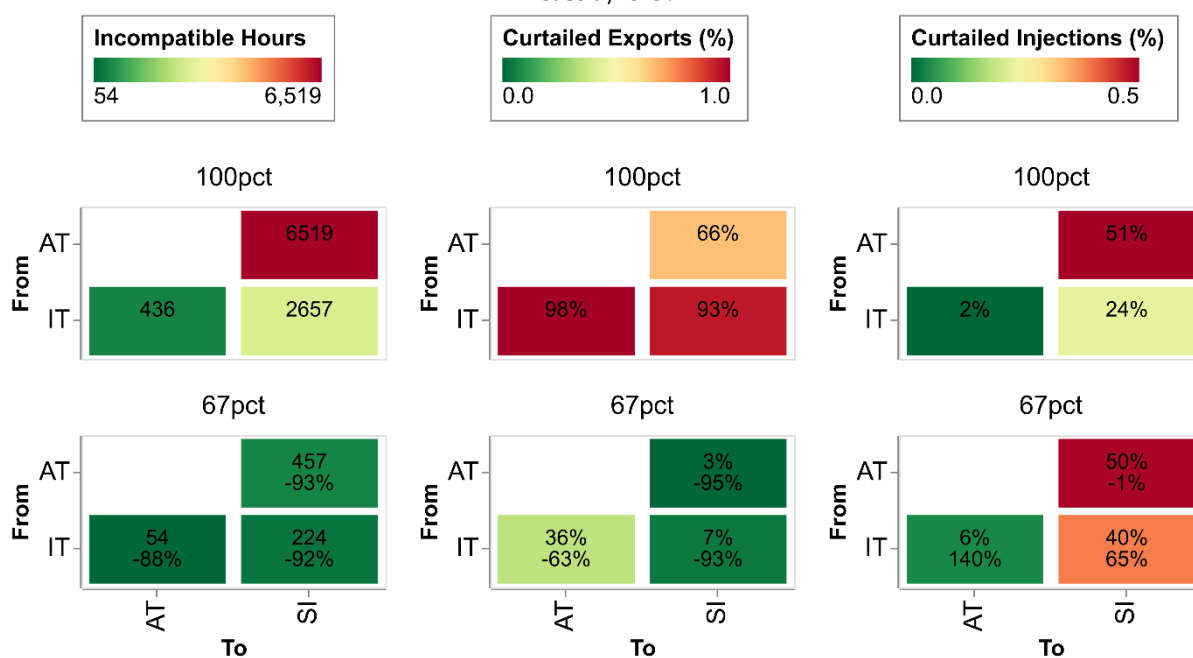 Incompatible Hours
54 6,519
Curtailed Exports (%)
0.0 1.0
Curtailed Injections (%)
0.0 0.5
100pct
From
AT
6519
IT
436 2657
100pct
66%
98% 93%
100pct
From
AT
51%
IT
2% 24%
67pct
From
AT
457
-93%
IT
54 224
-88% -92%
AT SI
To
67pct
From
AT
3%
-95%
IT
36% 7%
-63% -93%
AT SI
To
67pct
From
AT
50%
-1%
IT
6% 40%
140% 65%
AT SI
To